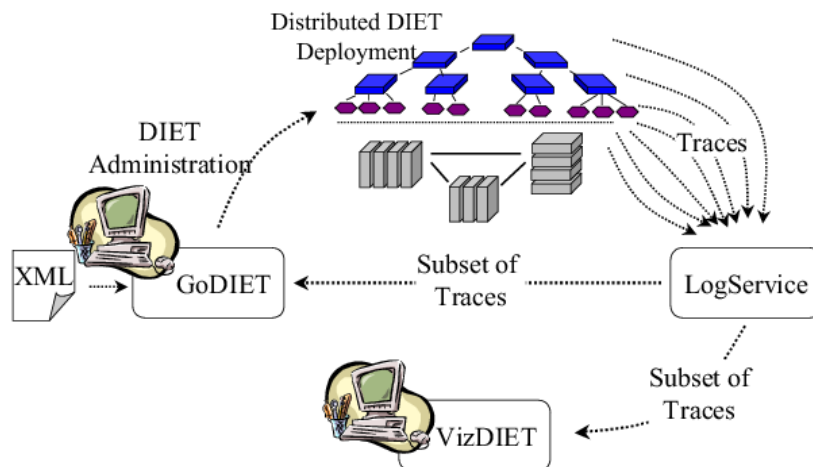 Distributed DIET
Deployment
DIET
Administration
Traces
XML
GoDIET
Subset of
Traces
LogService
Subset of
Traces
VizDIET